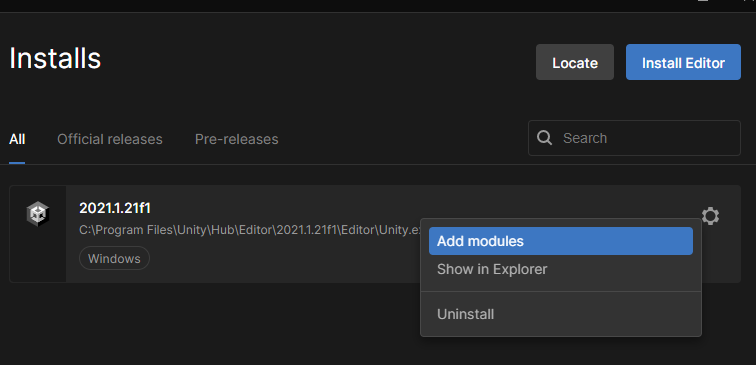 Installs
Locate
Install Editor
All
Official releases
Pre-releases
Search
2021.1.21f1
C:\Program Files\Unity\Hub\Editor\2021.1.21f1\Editor\Unity.e
Windows
Add modules
Show in Explorer
Uninstall